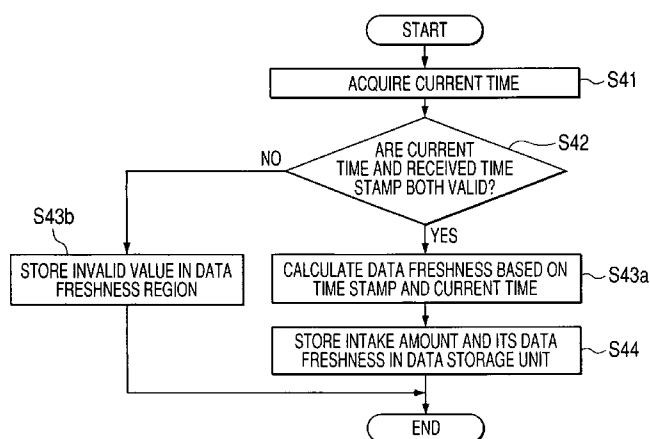 START
ACQUIRE CURRENT TIME
S41
S42
ARE CURRENT
TIME AND RECEIVED TIME
STAMP BOTH VALID?
NO
YES
S43b
STORE INVALID VALUE IN DATA
FRESHNESS REGION
CALCULATE DATA FRESHNESS BASED ON
TIME STAMP AND CURRENT TIME
S43a
STORE INTAKE AMOUNT AND ITS DATA
FRESHNESS IN DATA STORAGE UNIT
S44
END